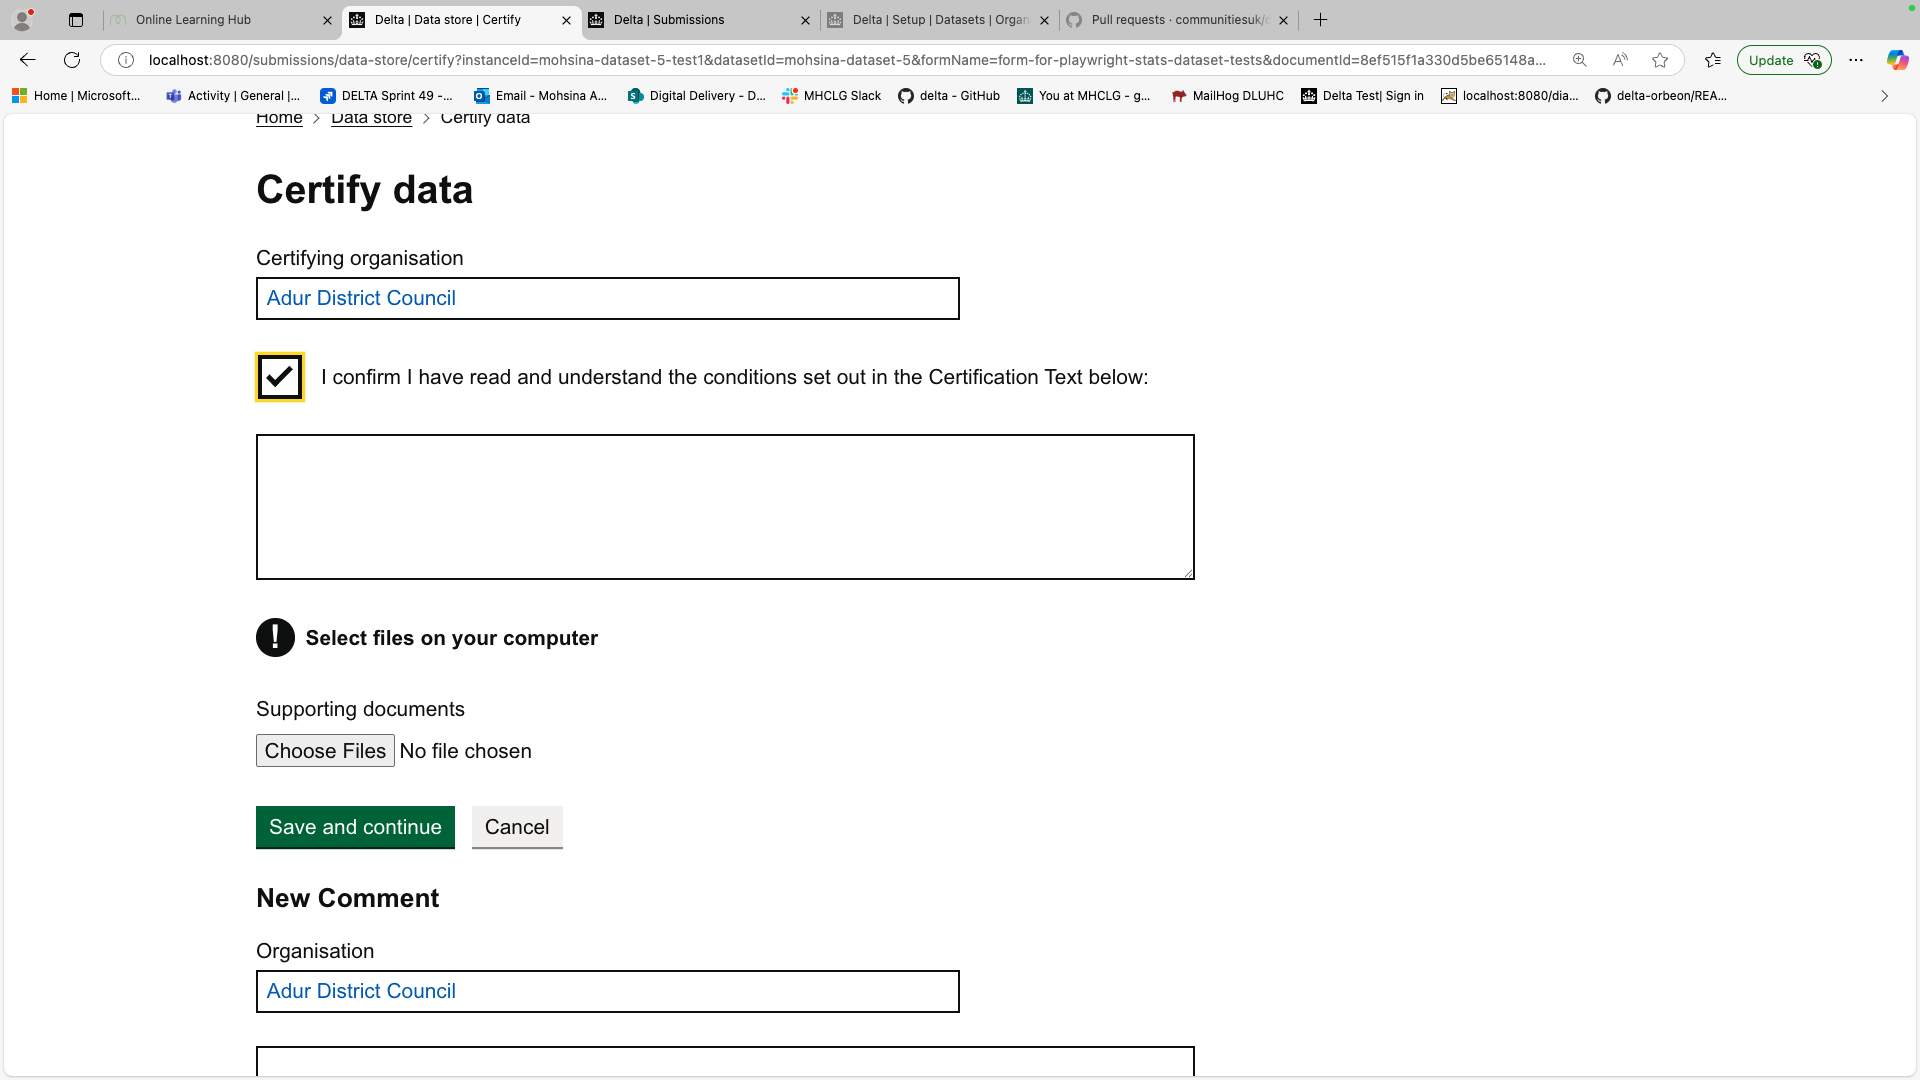 Online Learning Hub
Delta | Data store | Certify
Delta | Submissions
Delta | Setup | Datasets | Organ
Pull requests · communitiesuk/d
localhost:8080/submissions/data-store/certify?instanceId=mohsina-dataset-5-test1&datasetId=mohsina-dataset-5&formName=form-for-playwright-stats-dataset-tests&documentId=8ef515f1a330d5be65148a...
Update
Home | Microsoft...
Activity | General |...
DELTA Sprint 49 -...
Email - Mohsina A...
Digital Delivery - D...
MHCLG Slack
delta - GitHub
You at MHCLG - g...
MailHog DLUHC
Delta Test| Sign in
localhost:8080/dia...
delta-orbeon/REA...
Home > Data store > Certify data
Certify data
Certifying organisation
Adur District Council
I confirm I have read and understand the conditions set out in the Certification Text below:
! Select files on your computer
Supporting documents
Choose Files No file chosen
Save and continue
Cancel
New Comment
Organisation
Adur District Council